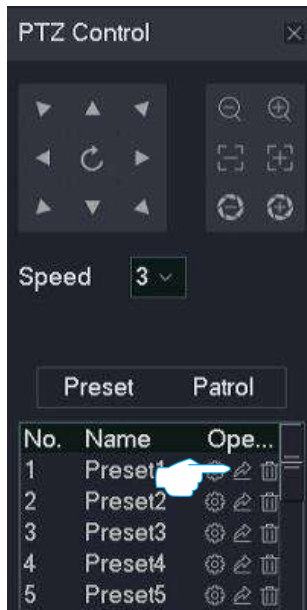 PTZ Control
Speed 3
Preset Patrol
No. Name Ope...
1 Preset1
2 Preset2
3 Preset3
4 Preset4
5 Preset5